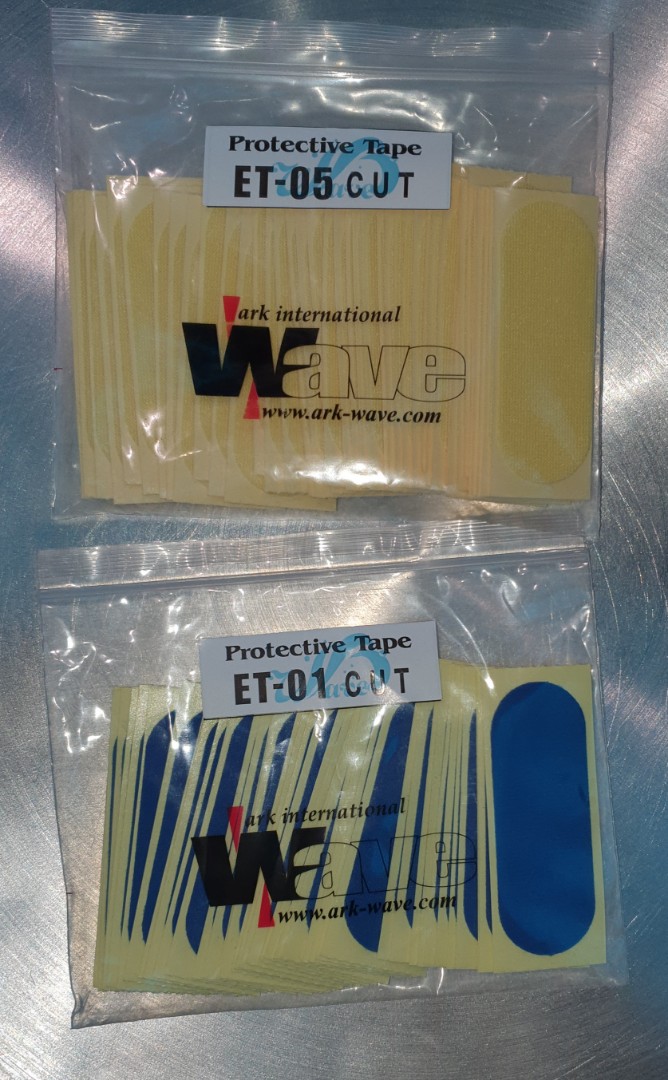 Protective Tape
ET-05 CUT
ark international
Wave
www.ark-wave.com
Protective Tape
ET-01 CUT
ark international
Wave
www.ark-wave.com